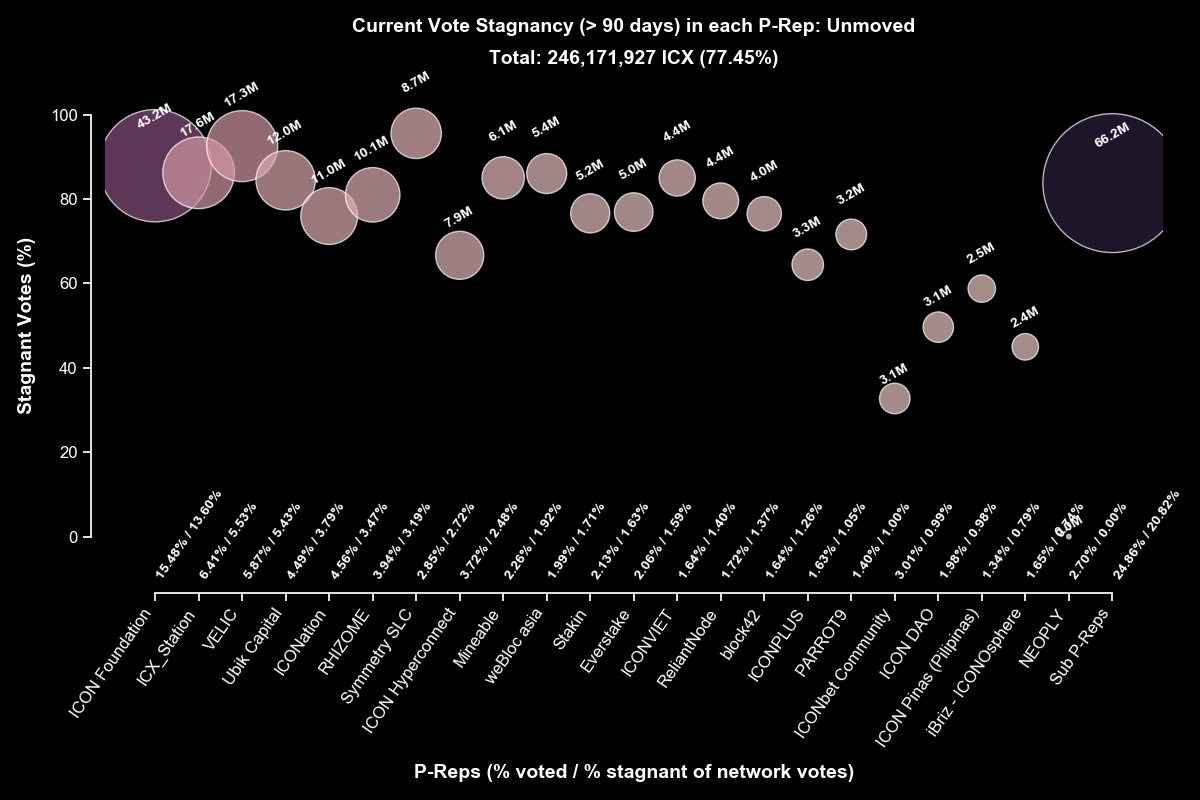 Current Vote Stagnancy (> 90 days) in each P-Rep: Unmoved
Total: 246,171,927 ICX (77.45%)
Stagnant Votes (%)
100
80
60
40
20
0
43.2M
17.6M
17.3M
12.0M
11.0M
10.1M
8.7M
7.9M
6.1M
5.4M
5.2M
5.0M
4.4M
4.4M
4.0M
3.3M
3.2M
3.1M
3.1M
2.5M
2.4M
66.2M
15.48% / 13.60%
6.41% / 5.53%
5.87% / 5.43%
4.49% / 3.79%
4.56% / 3.47%
3.94% / 3.19%
2.85% / 2.72%
3.72% / 2.48%
2.26% / 1.92%
1.99% / 1.71%
2.13% / 1.63%
2.06% / 1.59%
1.64% / 1.40%
1.72% / 1.37%
1.64% / 1.26%
1.63% / 1.05%
1.40% / 1.00%
3.01% / 0.99%
1.98% / 0.98%
1.34% / 0.79%
1.65% /
2.70% / 0.00%
24.86% / 20.82%
ICON Foundation
ICX_Station
VELIC
Ubik Capital
ICONation
RHIZOME
Symmetry SLC
ICON Hyperconnect
Mineable
weBloc asia
Stakin
Everstake
ICONVIET
ReliantNode
block42
ICONPLUS
PARROT9
ICONbet Community
ICON DAO
ICON Pinas (Pilipinas)
iBriz - ICONOsphere
NEOPLY
Sub P-Reps
P-Reps (% voted / % stagnant of network votes)